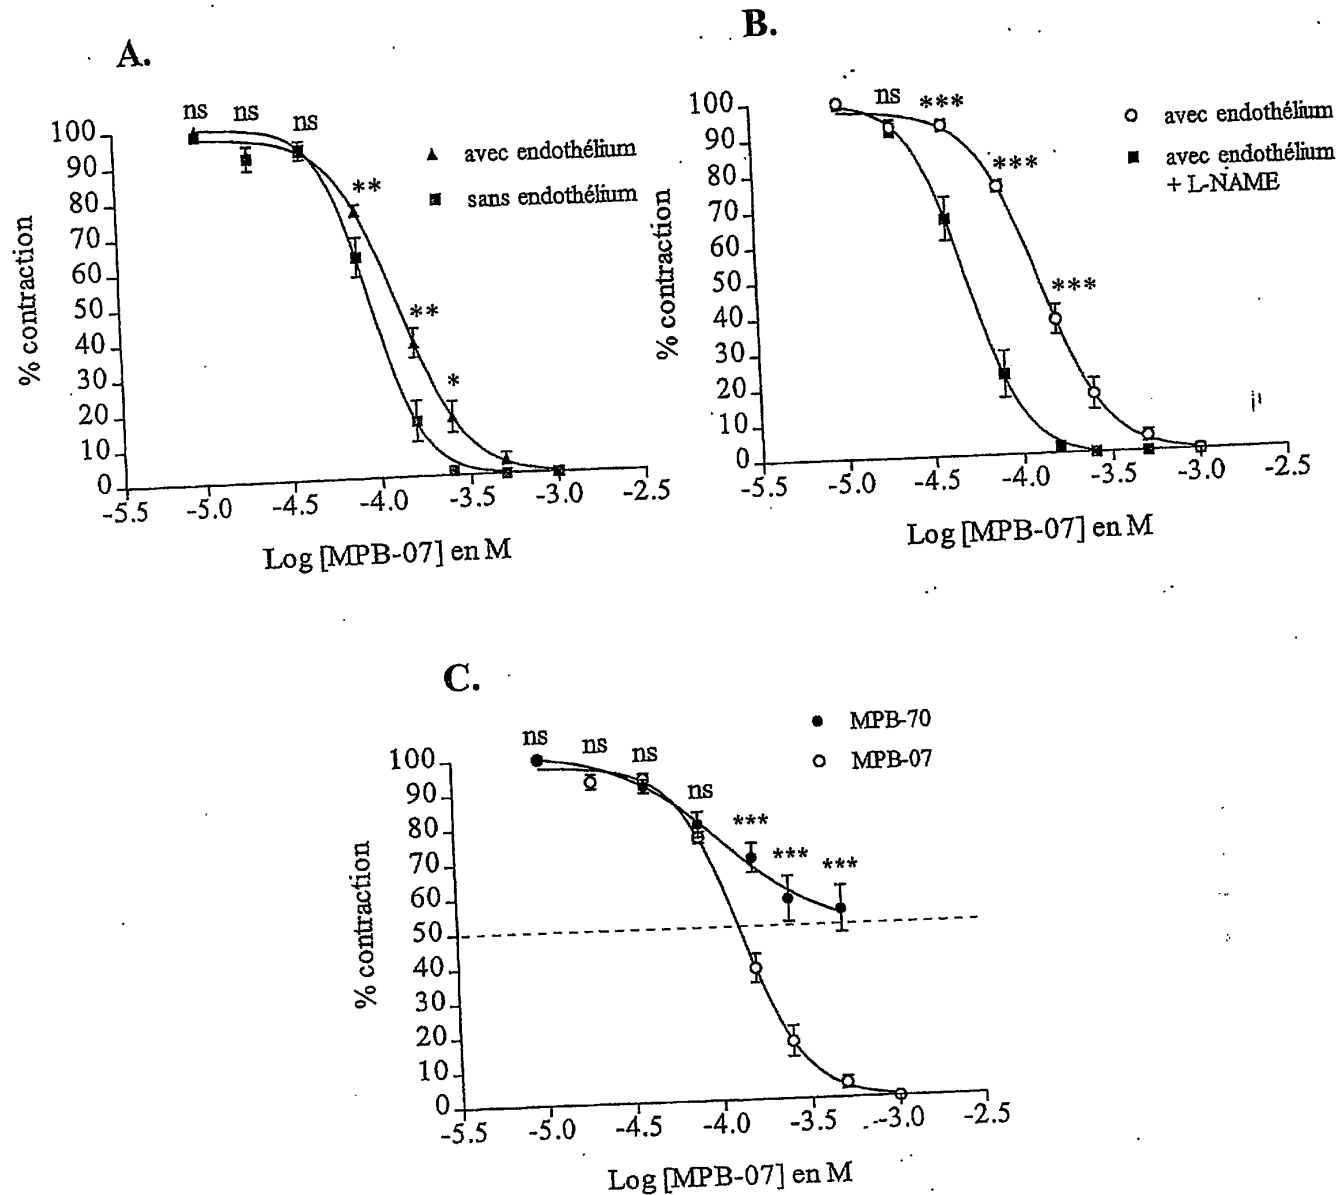 A.
ns ns ns
** ** *
100
90
80
70
60
50
40
30
20
10
0
% contraction
-5.5 -5.0 -4.5 -4.0 -3.5 -3.0 -2.5
Log [MPB-07] en M
avec endothélium
sans endothélium
B.
ns *** *** ***
100
90
80
70
60
50
40
30
20
10
0
% contraction
-5.5 -5.0 -4.5 -4.0 -3.5 -3.0 -2.5
Log [MPB-07] en M
avec endothélium
avec endothélium
+ L-NAME
C.
ns ns ns ns *** *** ***
100
90
80
70
60
50
40
30
20
10
0
% contraction
-5.5 -5.0 -4.5 -4.0 -3.5 -3.0 -2.5
Log [MPB-07] en M
MPB-70
MPB-07